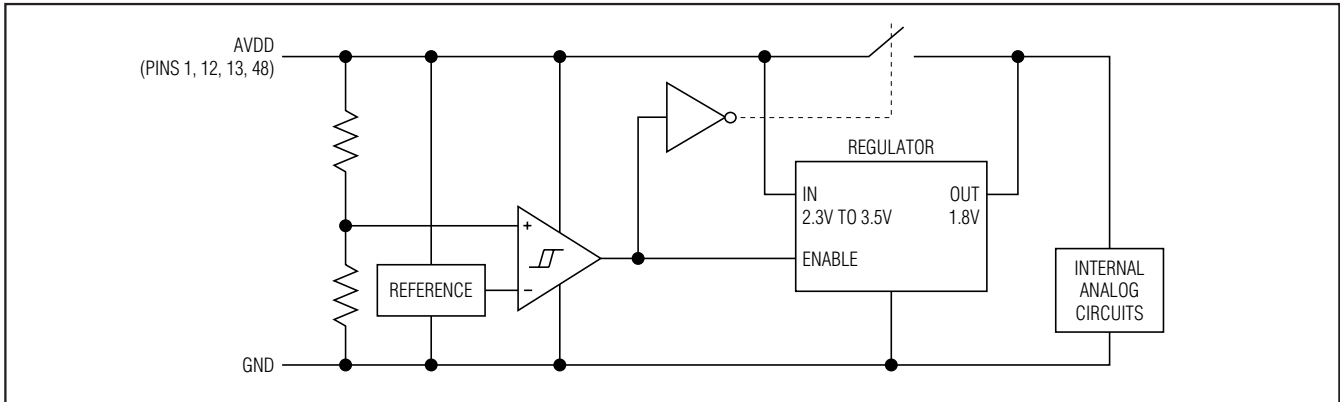 AVDD
(PINS 1, 12, 13, 48)
REGULATOR
IN
2.3V TO 3.5V
OUT
1.8V
+
ENABLE
REFERENCE
−
INTERNAL
ANALOG
CIRCUITS
GND